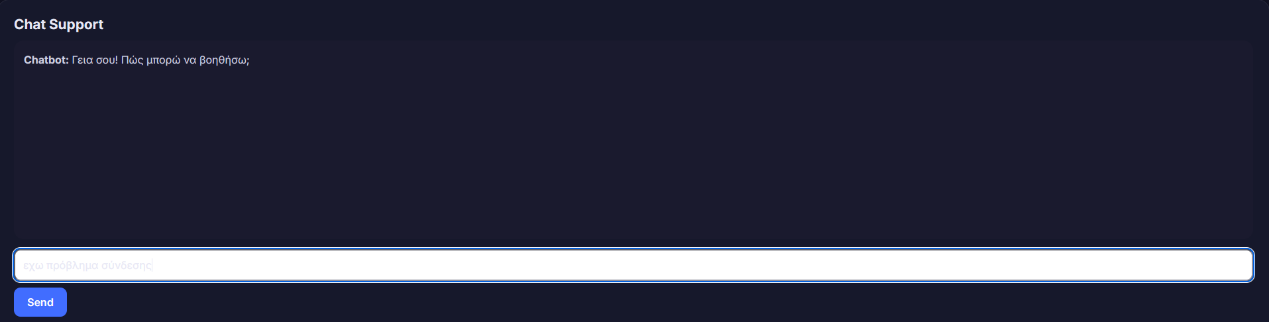 Chat Support
Chatbot: Γεια σου! Πώς μπορώ να βοηθήσω;
εχω πρόβλημα σύνδεσης
Send